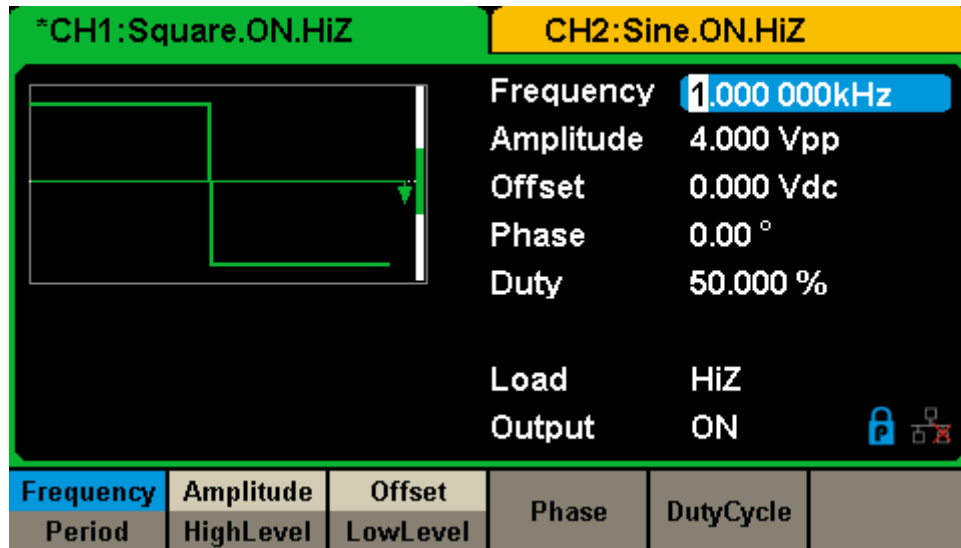 *CH1:Square.ON.HiZ
CH2:Sine.ON.HiZ
Frequency 1.000 000kHz
Amplitude 4.000 Vpp
Offset 0.000 Vdc
Phase 0.00 °
Duty 50.000 %
Load HiZ
Output ON
P
Frequency Amplitude Offset
Phase DutyCycle
Period HighLevel LowLevel